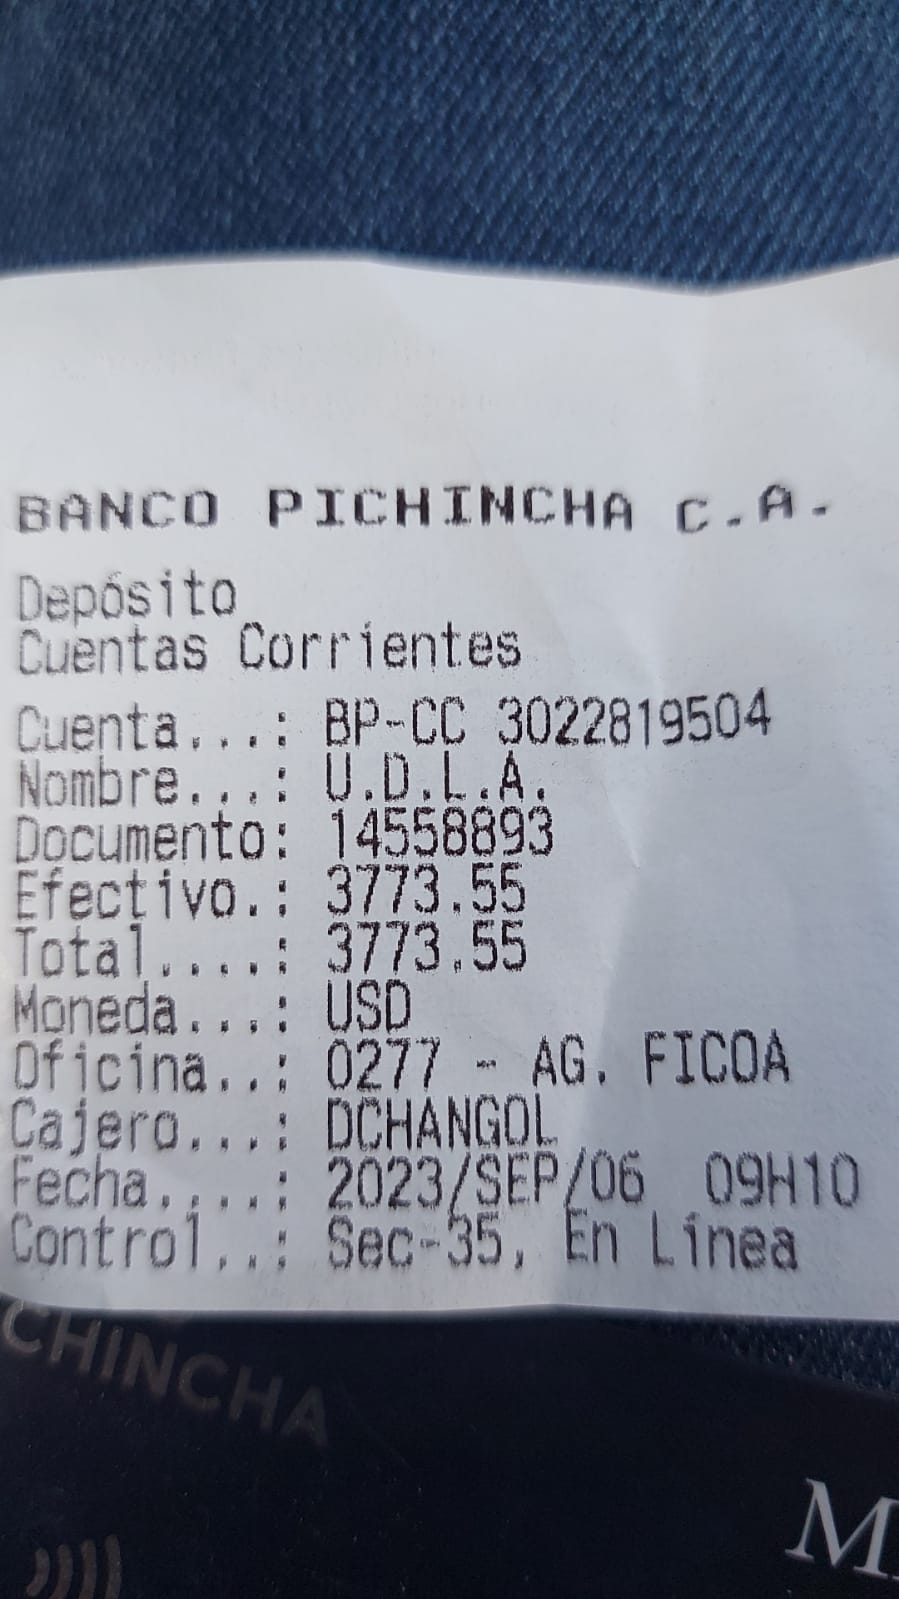 BANCO PICHINCHA C.A.
Depósito
Cuentas Corrientes
Cuenta...: BP-CC 3022819504
Nombre...: U.D.L.A.
Documento: 14558893
Efectivo.: 3773.55
Total....: 3773.55
Moneda...: USD
Oficina..: 0277 - AG. FICOA
Cajero...: DCHANGOL
Fecha....: 2023/SEP/06 09H10
Control..: Sec-35, En Línea
CHINCHA
M